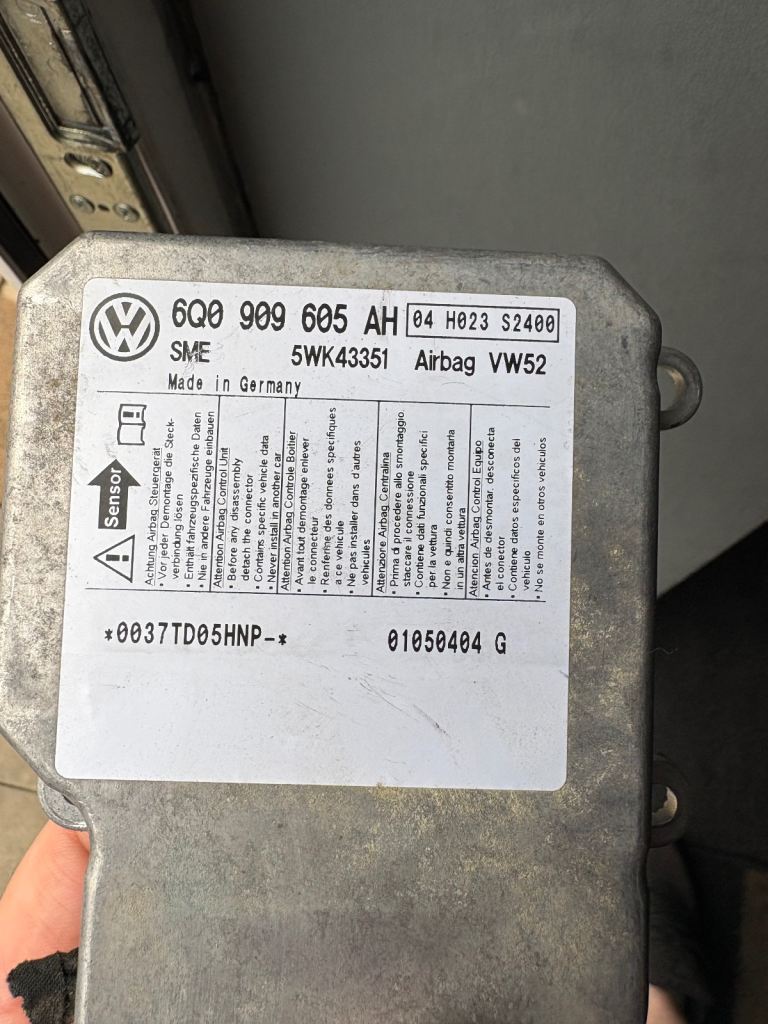 6Q0 909 605 AH 04 H023 S2400
SME 5WK43351 Airbag VW52
Made in Germany
Sensor
Achtung Airbag Steuergerät
• Vor jeder Demontage die Steck-
verbindung lösen
• Enthält fahrzeugspezifische Daten
• Nie in andere Fahrzeuge einbauen
Attention Airbag Control Unit
• Before any disassembly
detach the connector
• Contains specific vehicle data
• Never install in another car
Attention Airbag Controle Boitier
• Avant tout demontage enlever
le connecteur
• Renferme des donnees specifiques
a ce vehicule
• Ne pas installer dans d'autres
vehicules
Attenzione Airbag Centralina
• Prima di procedere allo smontaggio
staccare il connessione
• Contiene dati funzionali specifici
per la vettura
• Non e quindi consentito montarla
in un altra vettura
Atencion Airbag Control Equipo
• Antes de desmontar, desconecta
el conector
• Contiene datos especificos del
vehiculo
• No se monte en otros vehiculos
*0037TD05HNP-* 01050404 G